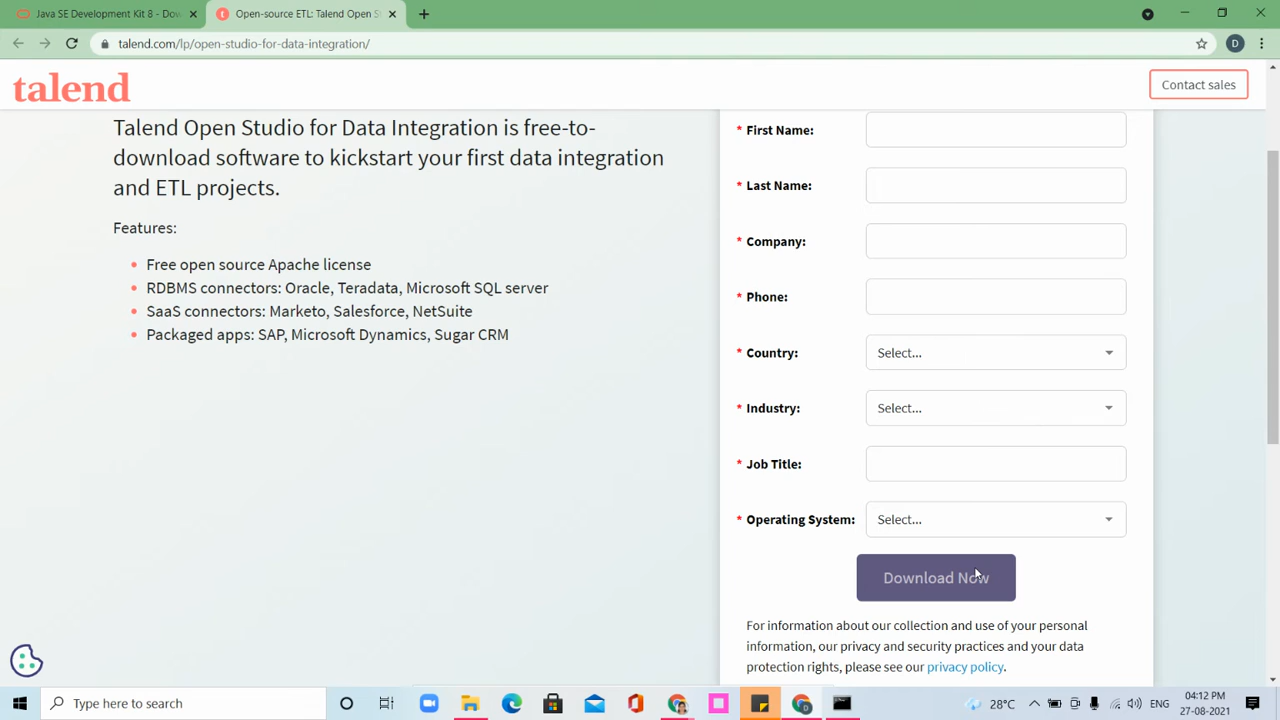 Java SE Development Kit 8 - Dow
Open-source ETL: Talend Open S
talend.com/lp/open-studio-for-data-integration/
D
talend
Contact sales
Talend Open Studio for Data Integration is free-to-
download software to kickstart your first data integration
and ETL projects.
Features:
Free open source Apache license
RDBMS connectors: Oracle, Teradata, Microsoft SQL server
SaaS connectors: Marketo, Salesforce, NetSuite
Packaged apps: SAP, Microsoft Dynamics, Sugar CRM
* First Name:
* Last Name:
* Company:
* Phone:
* Country: Select...
* Industry: Select...
* Job Title:
* Operating System: Select...
Download Now
For information about our collection and use of your personal
information, our privacy and security practices and your data
protection rights, please see our privacy policy.
Type here to search
28°C
ENG
04:12 PM
27-08-2021